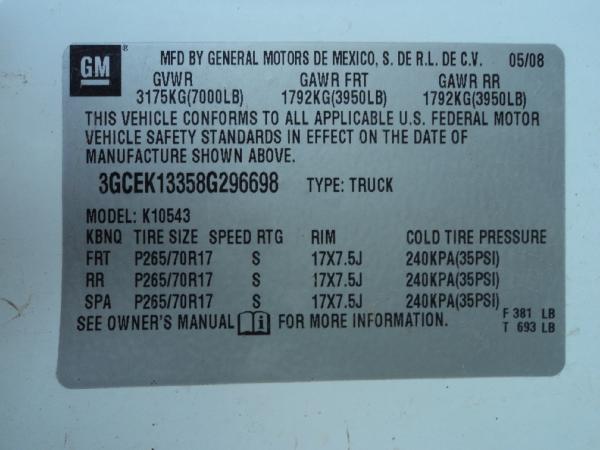 GM ® MFD BY GENERAL MOTORS DE MEXICO, S. DE R.L. DE C.V. 05/08
GVWR GAWR FRT GAWR RR
3175KG(7000LB) 1792KG(3950LB) 1792KG(3950LB)
THIS VEHICLE CONFORMS TO ALL APPLICABLE U.S. FEDERAL MOTOR
VEHICLE SAFETY STANDARDS IN EFFECT ON THE DATE OF
MANUFACTURE SHOWN ABOVE.
3GCEK13358G296698 TYPE: TRUCK
MODEL: K10543
KBNQ TIRE SIZE SPEED RTG RIM COLD TIRE PRESSURE
FRT P265/70R17 S 17X7.5J 240KPA(35PSI)
RR P265/70R17 S 17X7.5J 240KPA(35PSI)
SPA P265/70R17 S 17X7.5J 240KPA(35PSI)
SEE OWNER'S MANUAL i FOR MORE INFORMATION. F 381 LB
T 693 LB